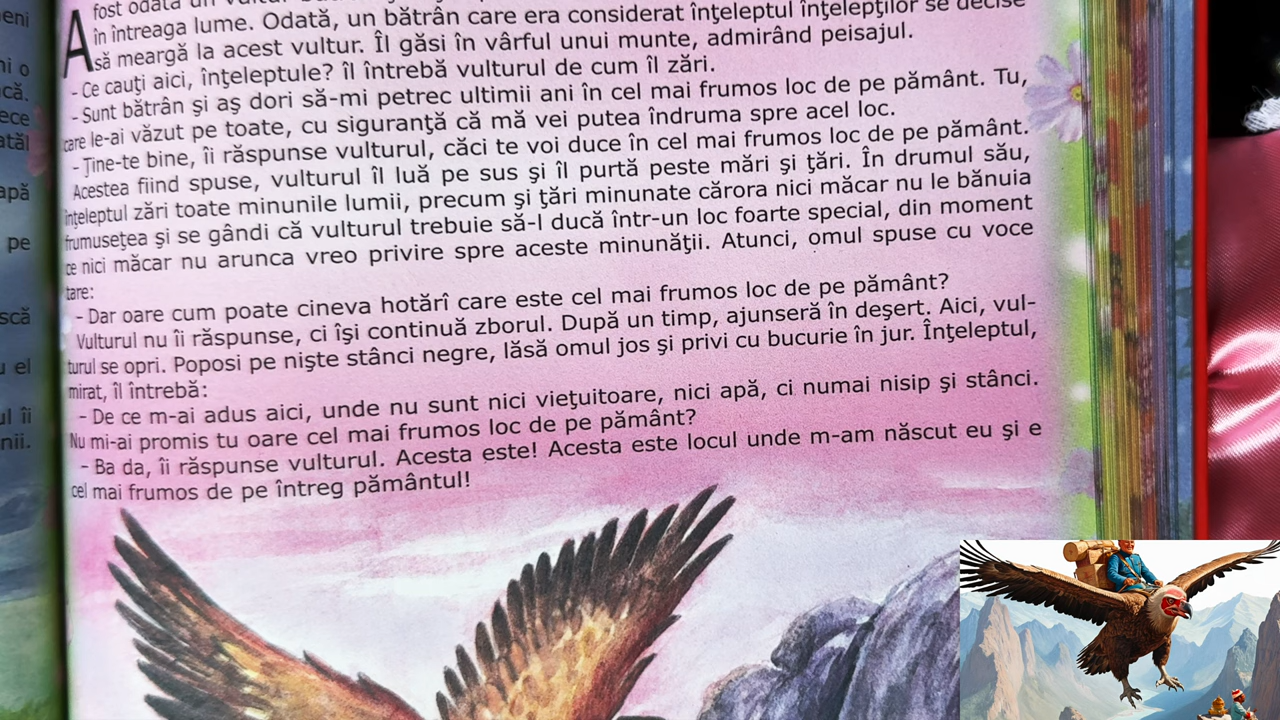 eni
ni o
că.
ece
atăl
apă
pe
scă
u el
ul îi
nii.
A fost odată un vultur
în întreaga lume. Odată, un bătrân care era considerat înţeleptul înţelepţilor se decise
să meargă la acest vultur. Îl găsi în vârful unui munte, admirând peisajul.
- Ce cauţi aici, înţeleptule? îl întrebă vulturul de cum îl zări.
- Sunt bătrân şi aş dori să-mi petrec ultimii ani în cel mai frumos loc de pe pământ. Tu,
care le-ai văzut pe toate, cu siguranţă că mă vei putea îndruma spre acel loc.
- Ţine-te bine, îi răspunse vulturul, căci te voi duce în cel mai frumos loc de pe pământ.
Acestea fiind spuse, vulturul îl luă pe sus şi îl purtă peste mări şi ţări. În drumul său,
înţeleptul zări toate minunile lumii, precum şi ţări minunate cărora nici măcar nu le bănuia
frumuseţea şi se gândi că vulturul trebuie să-l ducă într-un loc foarte special, din moment
ce nici măcar nu arunca vreo privire spre aceste minunăţii. Atunci, omul spuse cu voce
tare:
- Dar oare cum poate cineva hotărî care este cel mai frumos loc de pe pământ?
Vulturul nu îi răspunse, ci îşi continuă zborul. După un timp, ajunseră în deşert. Aici, vul-
turul se opri. Poposi pe nişte stânci negre, lăsă omul jos şi privi cu bucurie în jur. Înţeleptul,
mirat, îl întrebă:
- De ce m-ai adus aici, unde nu sunt nici vieţuitoare, nici apă, ci numai nisip şi stânci.
Nu mi-ai promis tu oare cel mai frumos loc de pe pământ?
- Ba da, îi răspunse vulturul. Acesta este! Acesta este locul unde m-am născut eu şi e
cel mai frumos de pe întreg pământul!